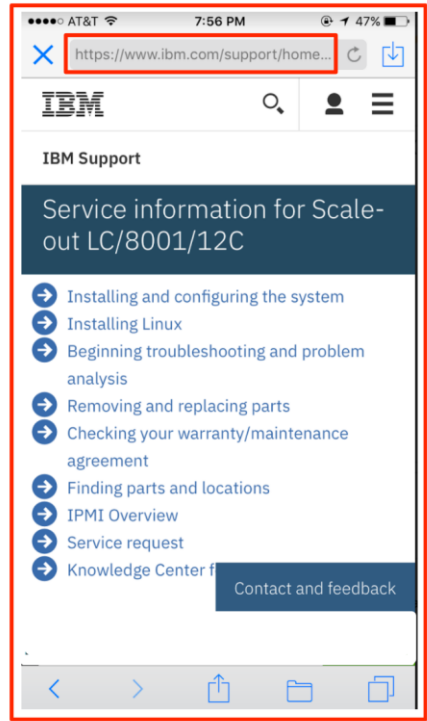 AT&T 7:56 PM 47%
https://www.ibm.com/support/home...
IBM
IBM Support
Service information for Scale-
out LC/8001/12C
Installing and configuring the system
Installing Linux
Beginning troubleshooting and problem
analysis
Removing and replacing parts
Checking your warranty/maintenance
agreement
Finding parts and locations
IPMI Overview
Service request
Knowledge Center f
Contact and feedback